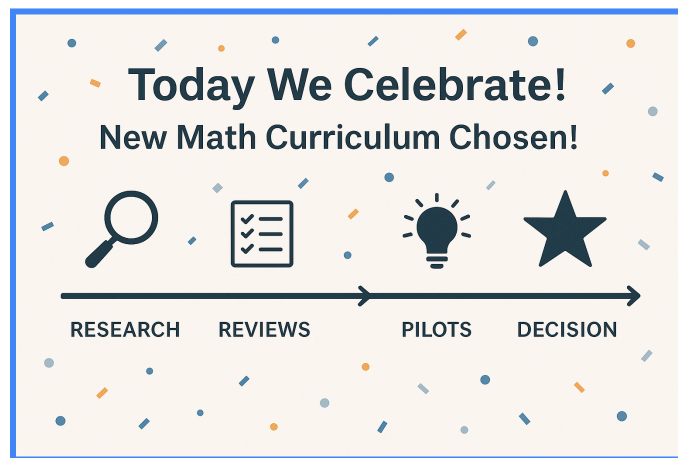 Today We Celebrate!
New Math Curriculum Chosen!
RESEARCH REVIEWS PILOTS DECISION